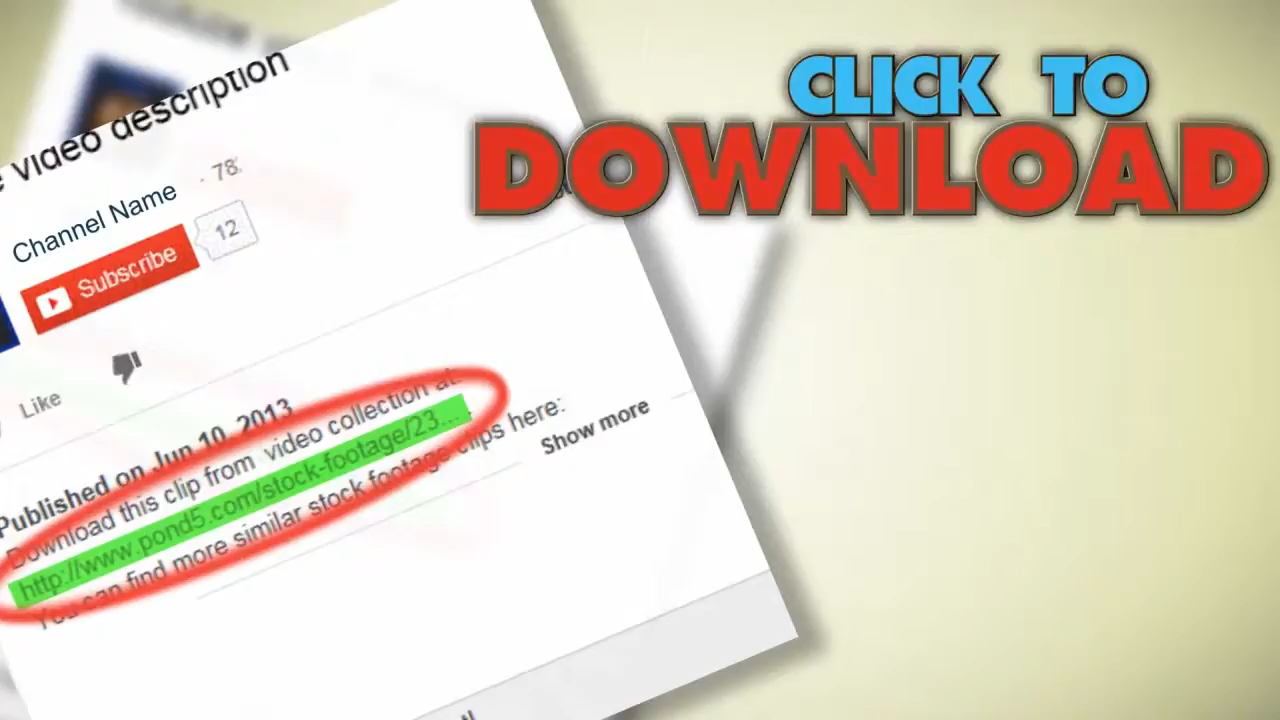 CLICK TO
DOWNLOAD
video description
Channel Name
Subscribe
12
Like
Published on Jun 10, 2013
Download this clip from video collection at
http://www.pond5.com/stock-footage/23...
You can find more similar stock footage clips here:
Show more